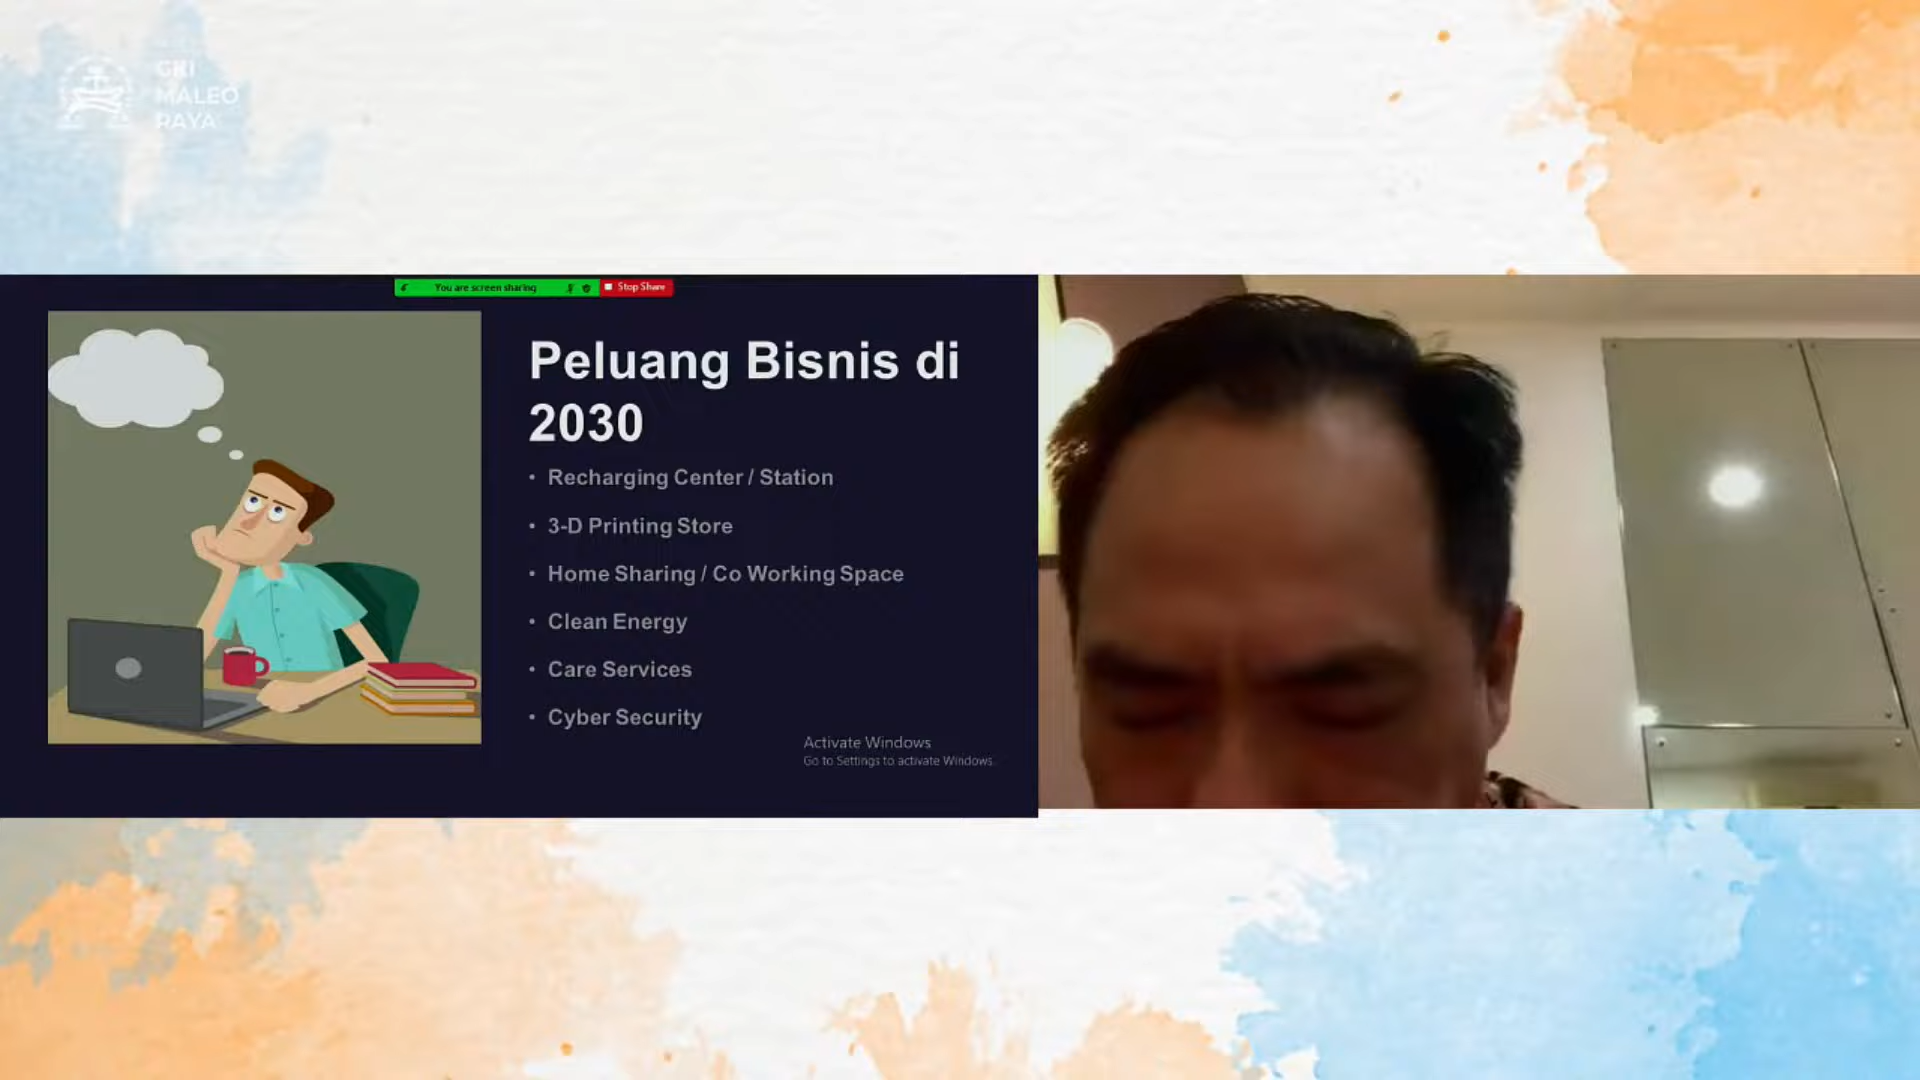 GKI
MALEO
RAYA
You are screen sharing
Stop Share
Peluang Bisnis di
2030
• Recharging Center / Station
• 3-D Printing Store
• Home Sharing / Co Working Space
• Clean Energy
• Care Services
• Cyber Security
Activate Windows
Go to Settings to activate Windows.